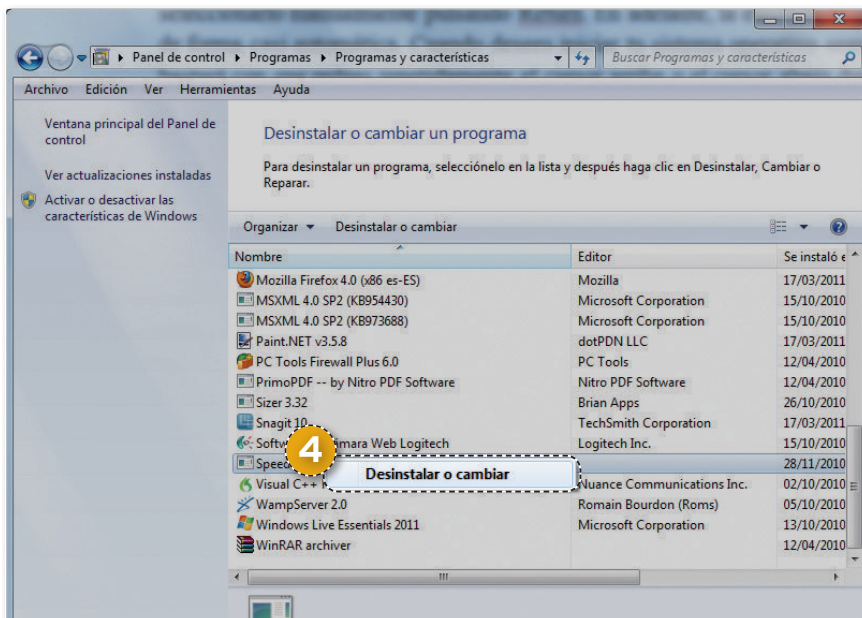 Panel de control ▸ Programas ▸ Programas y características
Buscar Programas y características
Archivo Edición Ver Herramientas Ayuda
Ventana principal del Panel de
control
Ver actualizaciones instaladas
Activar o desactivar las
características de Windows
Desinstalar o cambiar un programa
Para desinstalar un programa, selecciónelo en la lista y después haga clic en Desinstalar, Cambiar o
Reparar.
Organizar Desinstalar o cambiar
Nombre Editor Se instaló e
Mozilla Firefox 4.0 (x86 es-ES) Mozilla 17/03/2011
MSXML 4.0 SP2 (KB954430) Microsoft Corporation 15/10/2010
MSXML 4.0 SP2 (KB973688) Microsoft Corporation 15/10/2010
Paint.NET v3.5.8 dotPDN LLC 17/03/2011
PC Tools Firewall Plus 6.0 PC Tools 12/04/2010
PrimoPDF -- by Nitro PDF Software Nitro PDF Software 12/04/2010
Sizer 3.32 Brian Apps 26/10/2010
Snagit 10 TechSmith Corporation 17/03/2011
Softw mara Web Logitech Logitech Inc. 15/10/2010
4
Speed 28/11/2010
Desinstalar o cambiar
Visual C++ Nuance Communications Inc. 02/10/2010
WampServer 2.0 Romain Bourdon (Roms) 05/10/2010
Windows Live Essentials 2011 Microsoft Corporation 13/10/2010
WinRAR archiver 12/04/2010